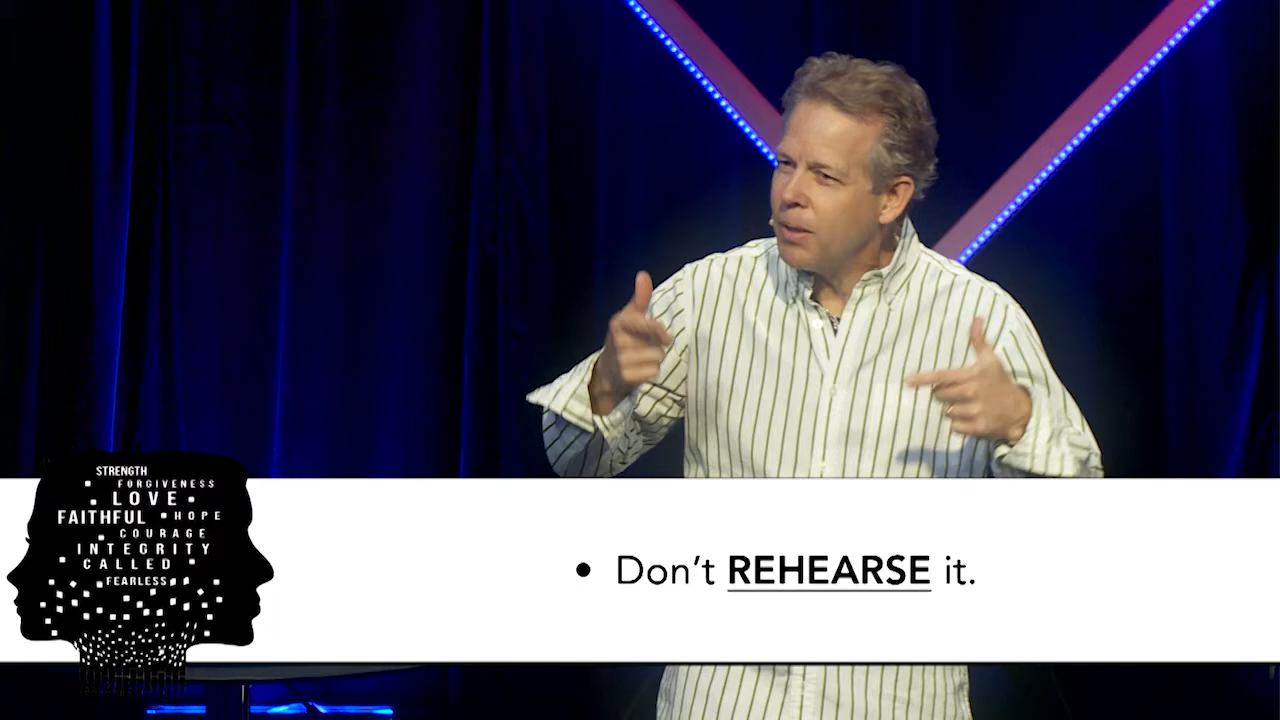 STRENGTH
FORGIVENESS
LOVE
FAITHFUL HOPE
COURAGE
INTEGRITY
CALLED
FEARLESS
• Don't REHEARSE it.